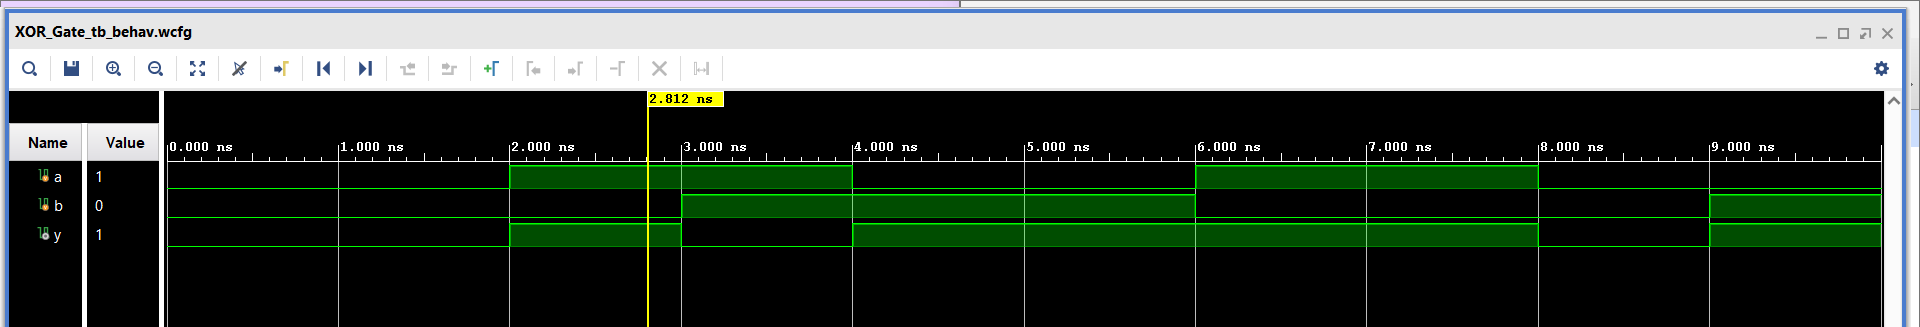 XOR_Gate_tb_behav.wcfg
2.812 ns
Name Value
0.000 ns 1.000 ns 2.000 ns 3.000 ns 4.000 ns 5.000 ns 6.000 ns 7.000 ns 8.000 ns 9.000 ns
a 1
b 0
y 1